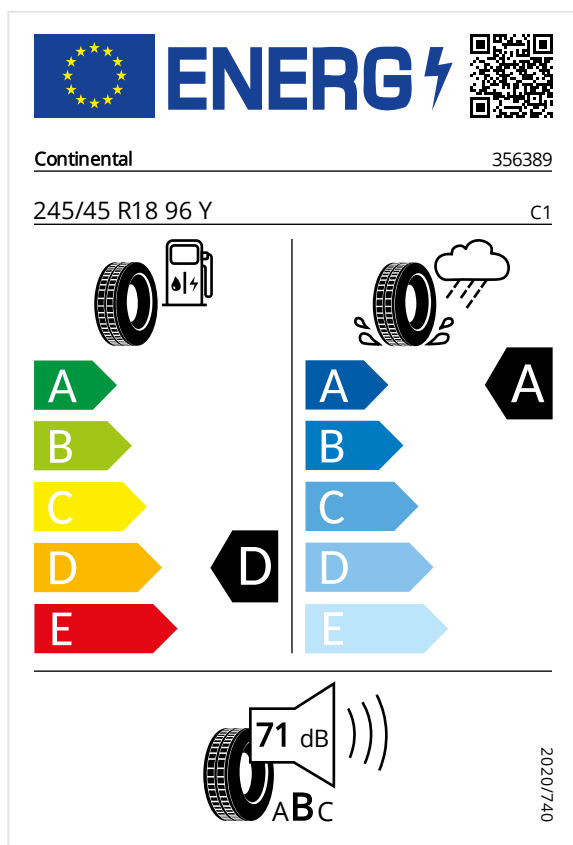 ENERG
Continental 356389
245/45 R18 96 Y C1
A A A
B B
C C
D D D
E E
71 dB
ABC
2020/740